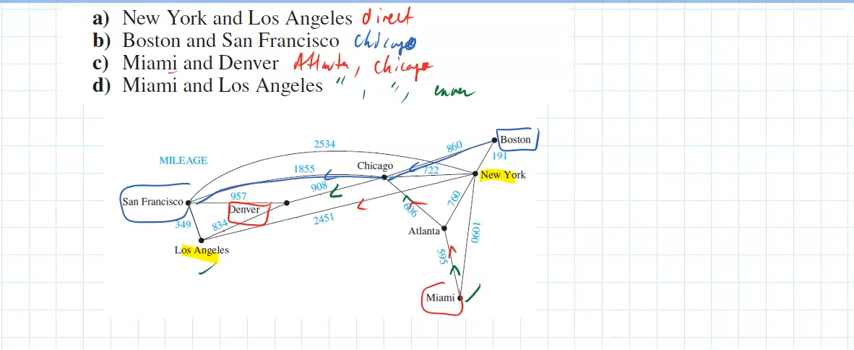 a) New York and Los Angeles direct
b) Boston and San Francisco chicago
c) Miami and Denver Atlanta, Chicago
d) Miami and Los Angeles " , ",
2534
860
Boston
MILEAGE
191
1855
Chicago
722
New York
908
957
San Francisco
Denver
760
606
349
834
2451
Atlanta
1090
Los Angeles
595
Miami